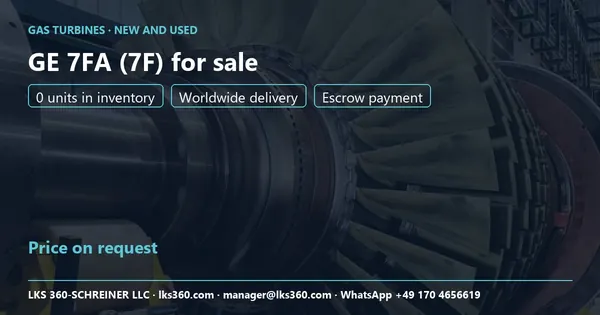 GAS TURBINES · NEW AND USED
GE 7FA (7F) for sale
0 units in inventory Worldwide delivery Escrow payment
Price on request
LKS 360-SCHREINER LLC · lks360.com · manager@lks360.com · WhatsApp +49 170 4656619